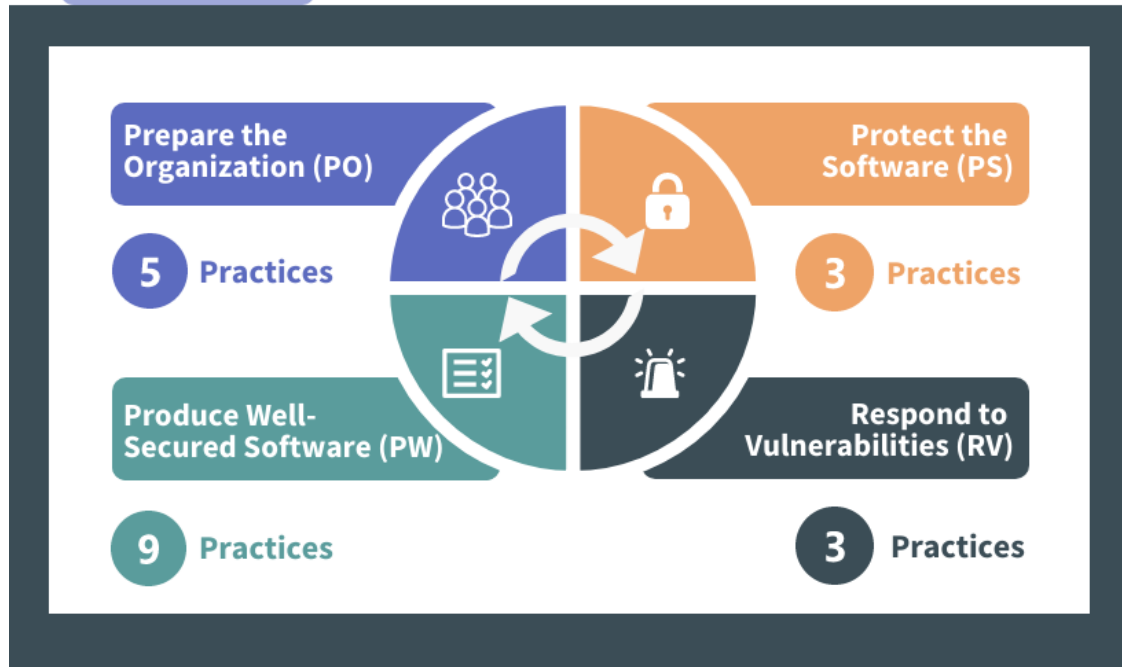 Prepare the
Organization (PO)
5 Practices
Protect the
Software (PS)
3 Practices
Produce Well-
Secured Software (PW)
9 Practices
Respond to
Vulnerabilities (RV)
3 Practices